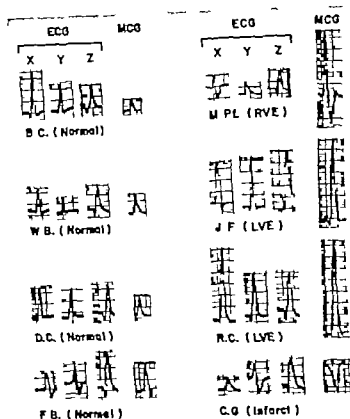 ECG MCG
X Y Z
B C. (Normal)
W B. (Normal)
D.C. (Normal)
F B. (Normal)
ECG MCG
X Y Z
M PL (RVE)
J F (LVE)
R.C. (LVE)
C.G (Infarct)